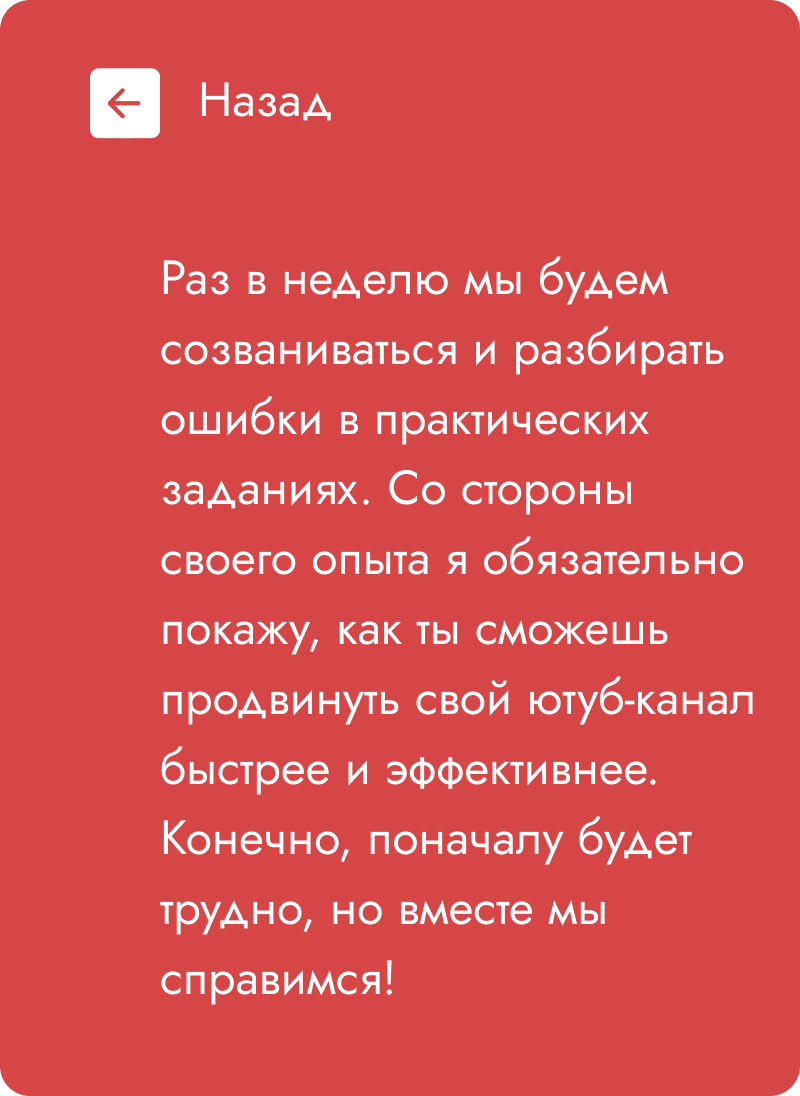 Назад
Раз в неделю мы будем
созваниваться и разбирать
ошибки в практических
заданиях. Со стороны
своего опыта я обязательно
покажу, как ты сможешь
продвинуть свой ютуб-канал
быстрее и эффективнее.
Конечно, поначалу будет
трудно, но вместе мы
справимся!